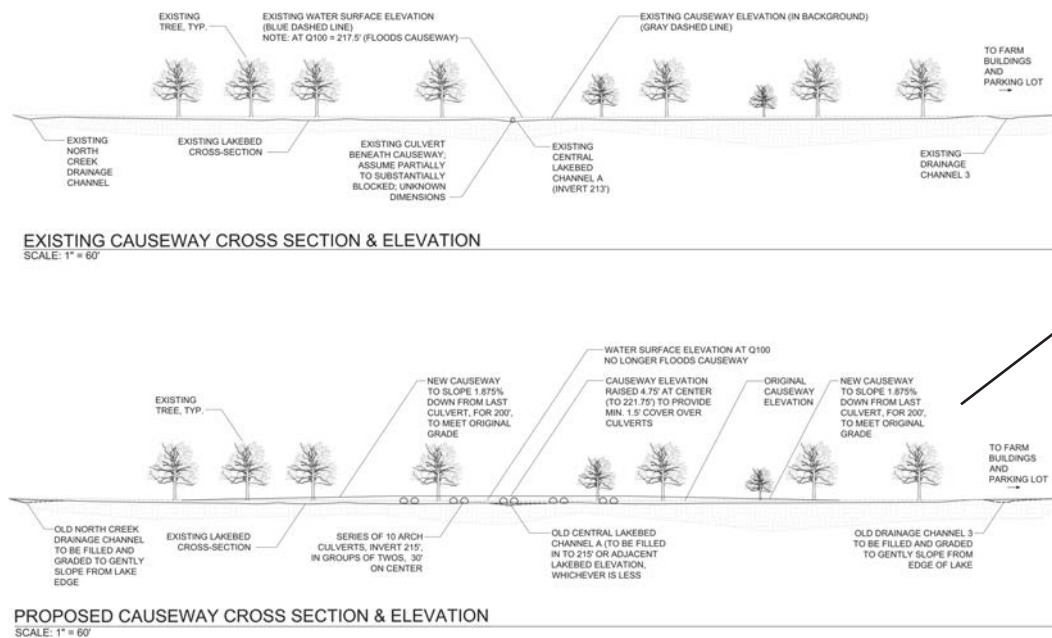 EXISTING
TREE, TYP.
EXISTING WATER SURFACE ELEVATION
(BLUE DASHED LINE)
NOTE: AT Q100 = 217.5' (FLOODS CAUSEWAY)
EXISTING CAUSEWAY ELEVATION (IN BACKGROUND)
(GRAY DASHED LINE)
TO FARM
BUILDINGS
AND
PARKING LOT
EXISTING
NORTH
CREEK
DRAINAGE
CHANNEL
EXISTING LAKEBED
CROSS-SECTION
EXISTING CULVERT
BENEATH CAUSEWAY;
ASSUME PARTIALLY
TO SUBSTANTIALLY
BLOCKED; UNKNOWN
DIMENSIONS
EXISTING
CENTRAL
LAKEBED
CHANNEL A
(INVERT 213')
EXISTING
DRAINAGE
CHANNEL 3
EXISTING CAUSEWAY CROSS SECTION & ELEVATION
SCALE: 1" = 60'
EXISTING
TREE, TYP.
NEW CAUSEWAY
TO SLOPE 1.875%
DOWN FROM LAST
CULVERT, FOR 200',
TO MEET ORIGINAL
GRADE
WATER SURFACE ELEVATION AT Q100
NO LONGER FLOODS CAUSEWAY
CAUSEWAY ELEVATION
RAISED 4.75' AT CENTER
(TO 221.75') TO PROVIDE
MIN. 1.5' COVER OVER
CULVERTS
ORIGINAL
CAUSEWAY
ELEVATION
NEW CAUSEWAY
TO SLOPE 1.875%
DOWN FROM LAST
CULVERT, FOR 200',
TO MEET ORIGINAL
GRADE
TO FARM
BUILDINGS
AND
PARKING LOT
OLD NORTH CREEK
DRAINAGE CHANNEL
TO BE FILLED AND
GRADED TO GENTLY
SLOPE FROM LAKE
EDGE
EXISTING LAKEBED
CROSS-SECTION
SERIES OF 10 ARCH
CULVERTS, INVERT 215',
IN GROUPS OF TWOS, 30'
ON CENTER
OLD CENTRAL LAKEBED
CHANNEL A (TO BE FILLED
IN TO 215' OR ADJACENT
LAKEBED ELEVATION,
WHICHEVER IS LESS
OLD DRAINAGE CHANNEL 3
TO BE FILLED AND GRADED
TO GENTLY SLOPE FROM
EDGE OF LAKE
PROPOSED CAUSEWAY CROSS SECTION & ELEVATION
SCALE: 1" = 60'